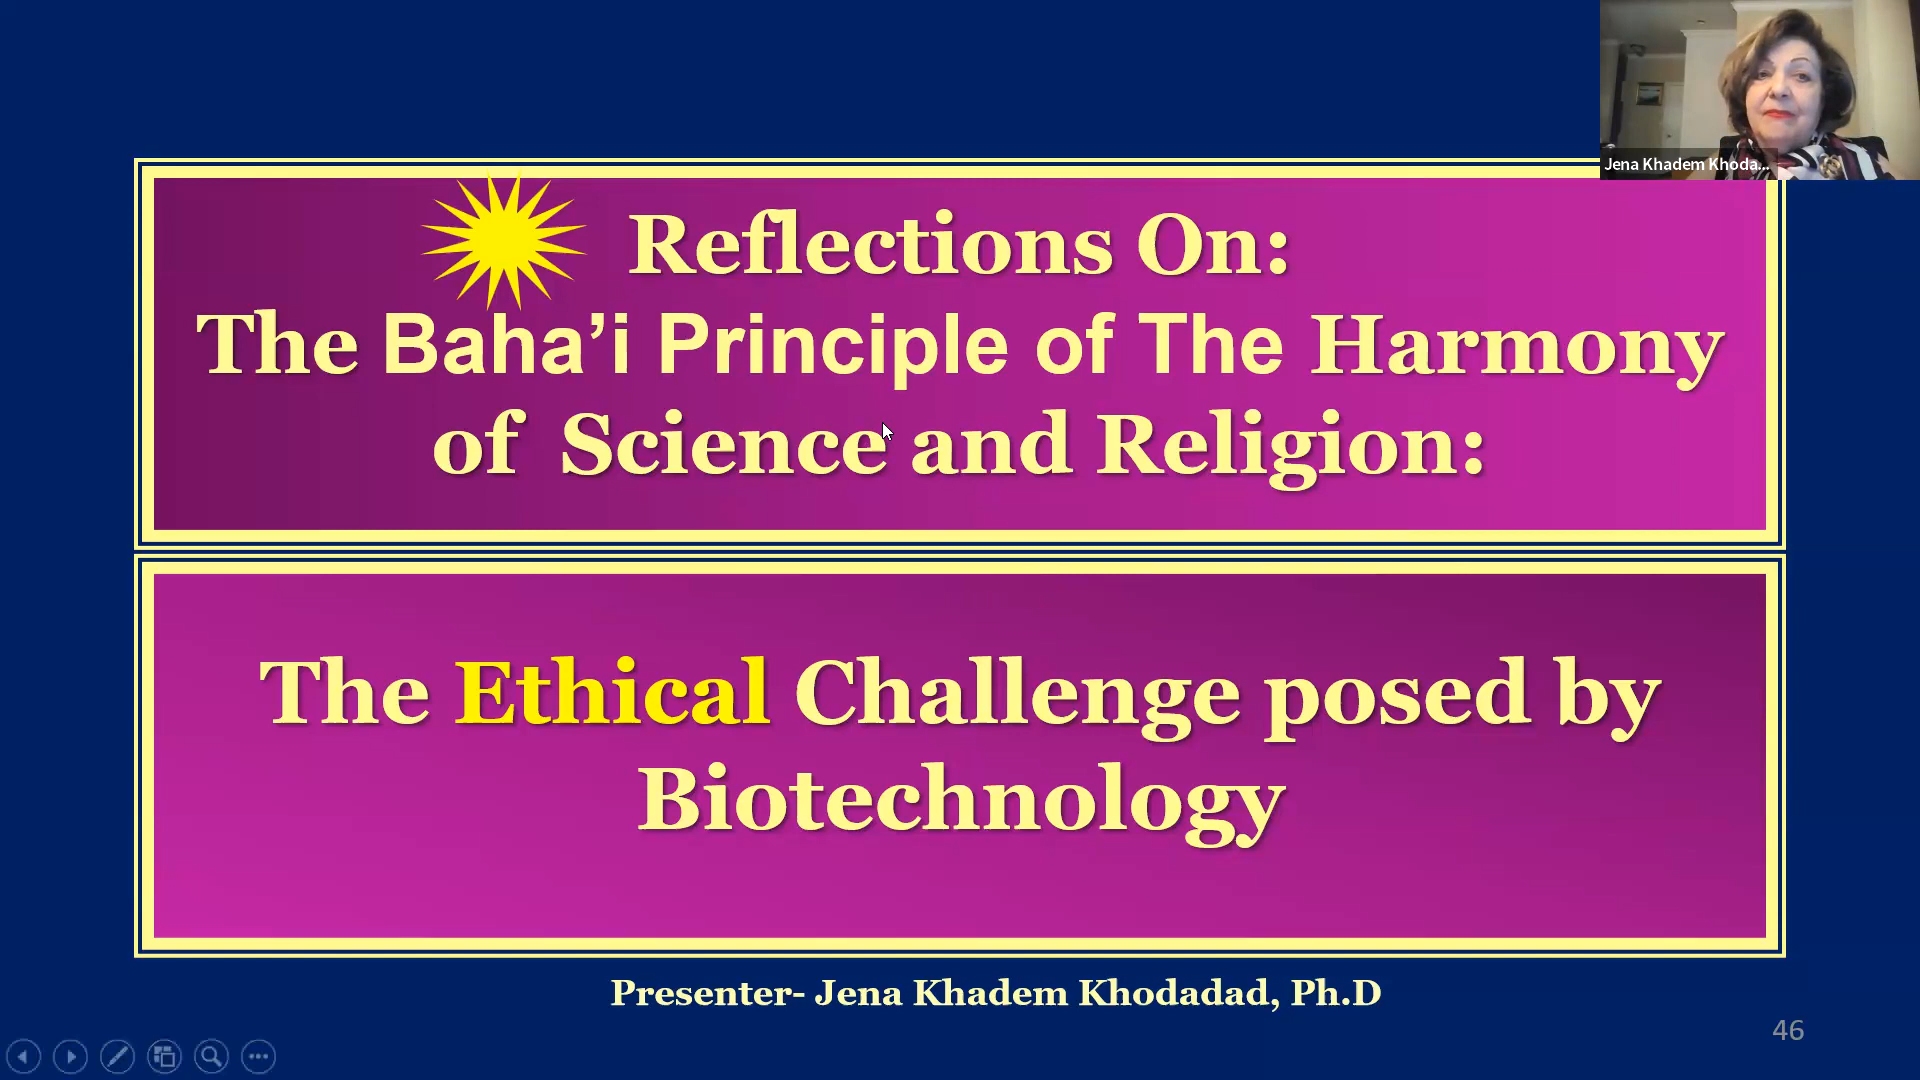 Jena Khadem Khoda...
Reflections On:
The Baha’i Principle of The Harmony
of Science and Religion:
The Ethical Challenge posed by
Biotechnology
Presenter- Jena Khadem Khodadad, Ph.D
46